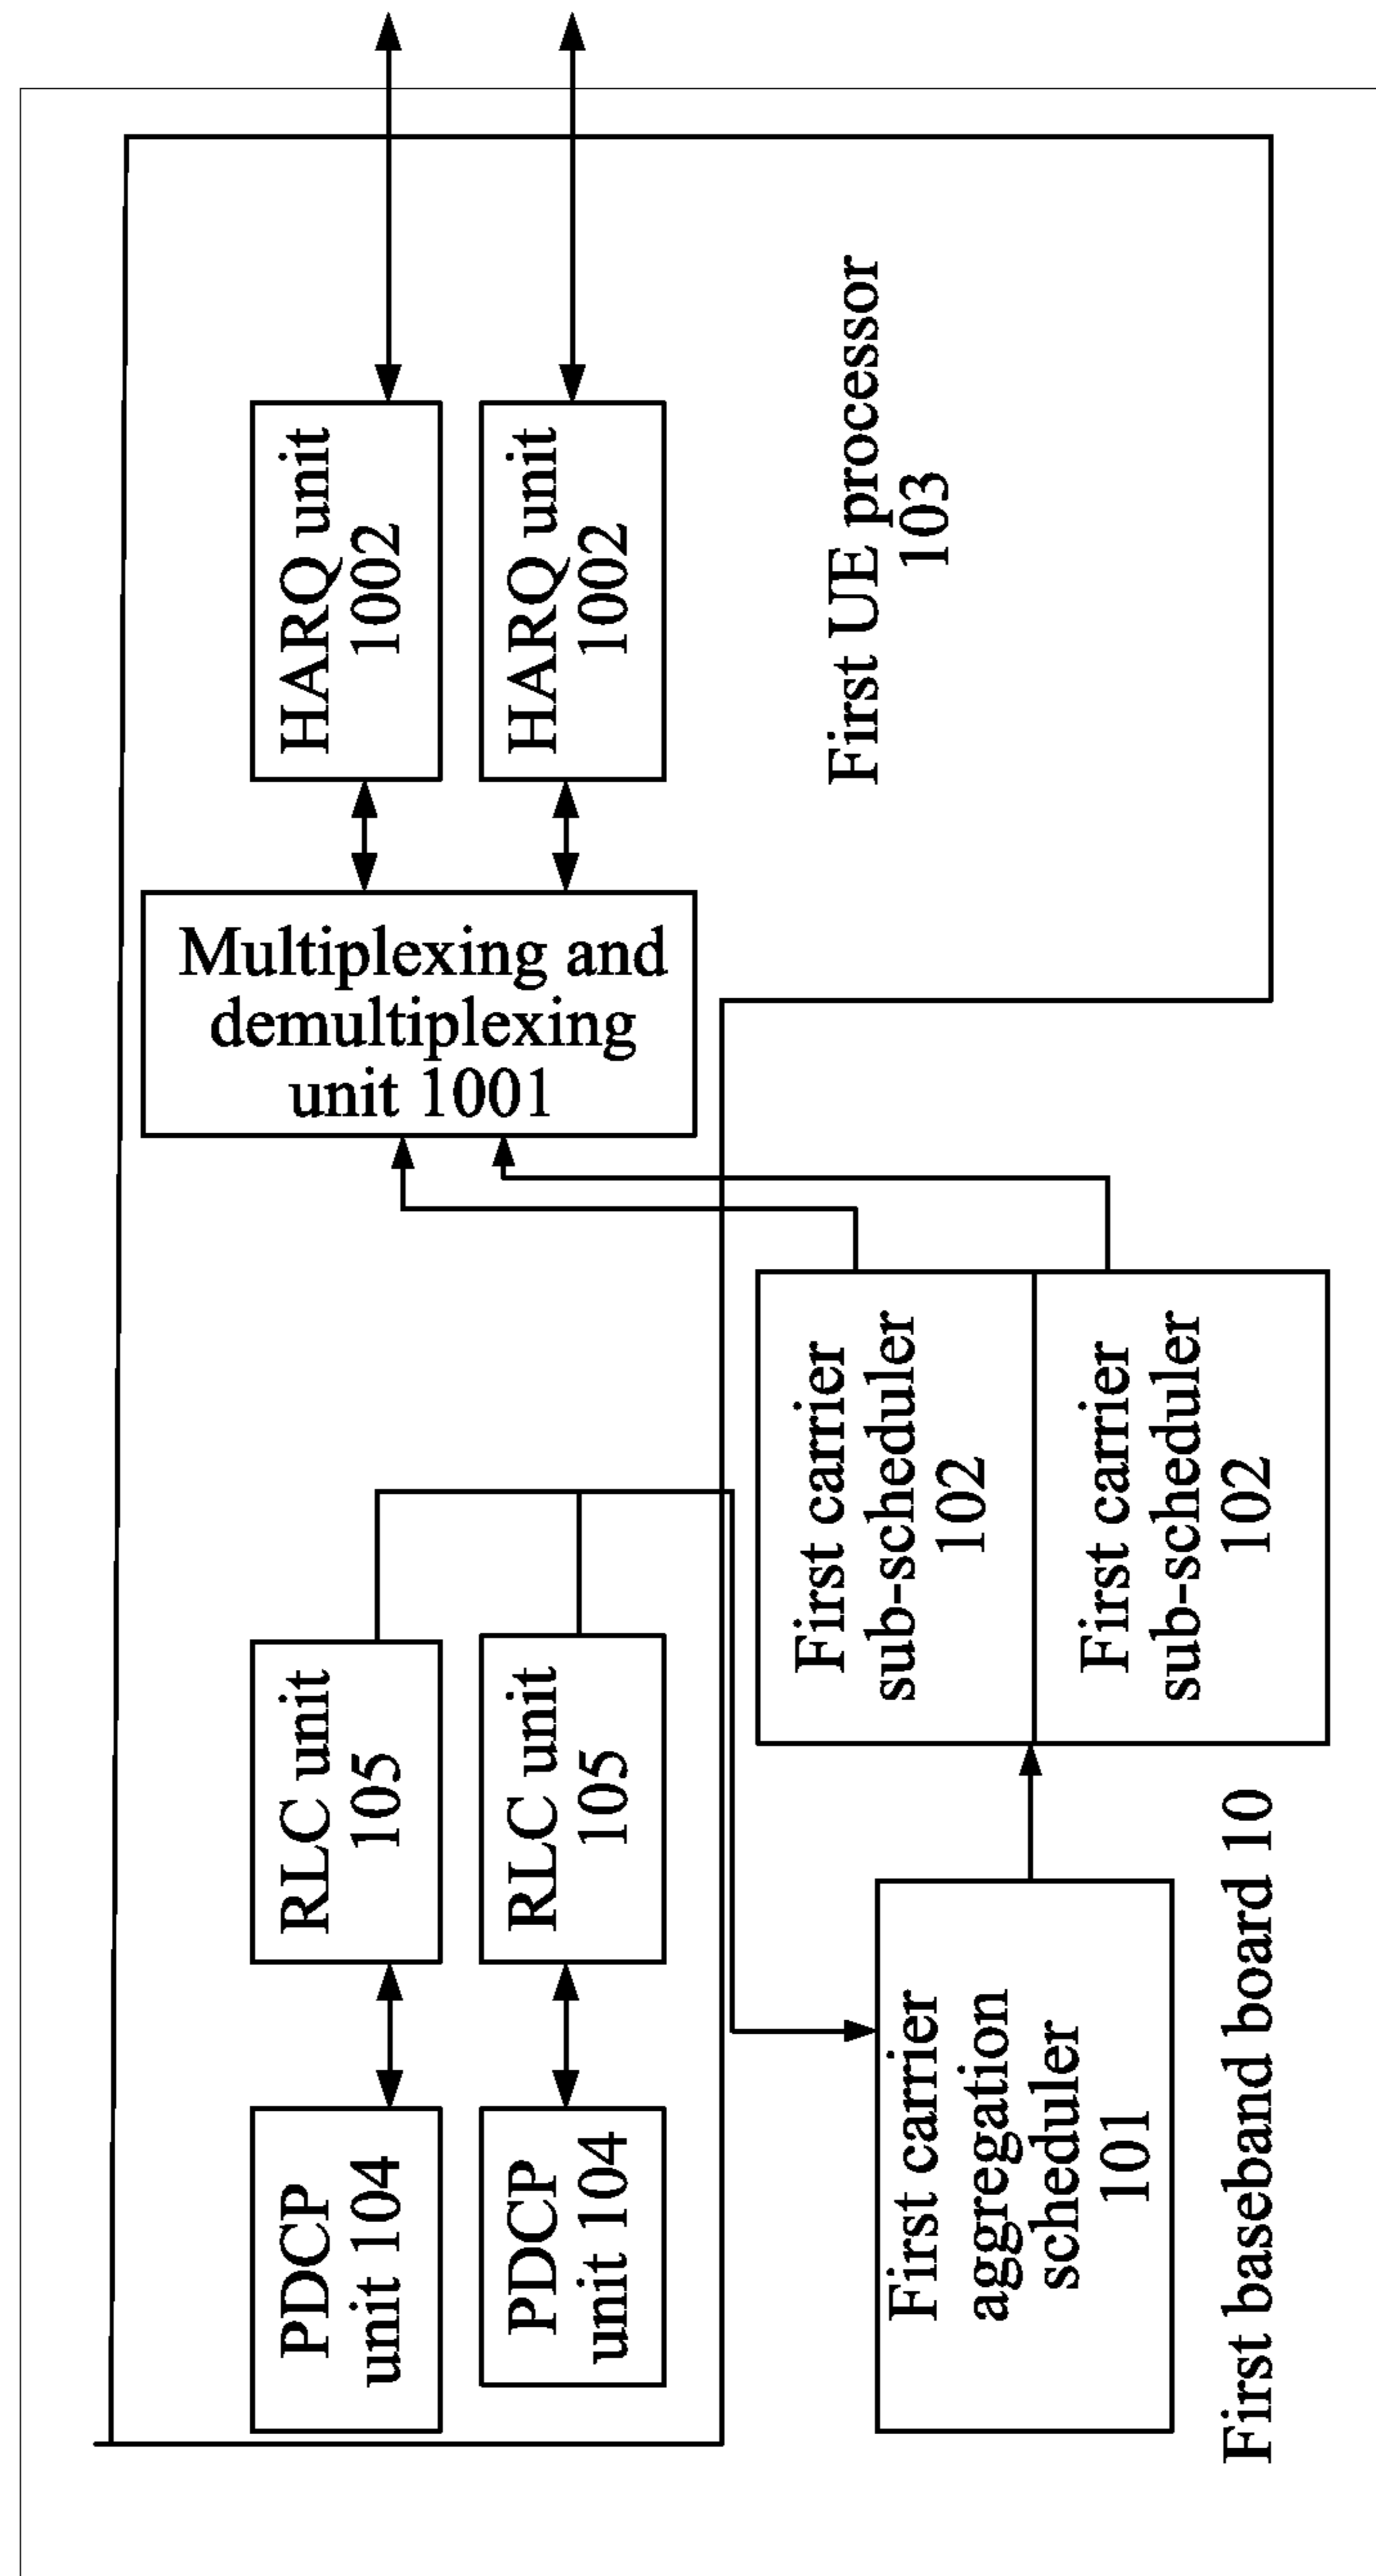 HARQ unit
1002
HARQ unit
1002
First UE processor
103
Multiplexing and
demultiplexing
unit 1001
RLC unit
105
RLC unit
105
First carrier
sub-scheduler
102
First carrier
sub-scheduler
102
PDCP
unit 104
PDCP
unit 104
First carrier
aggregation
scheduler
101
First baseband board 10